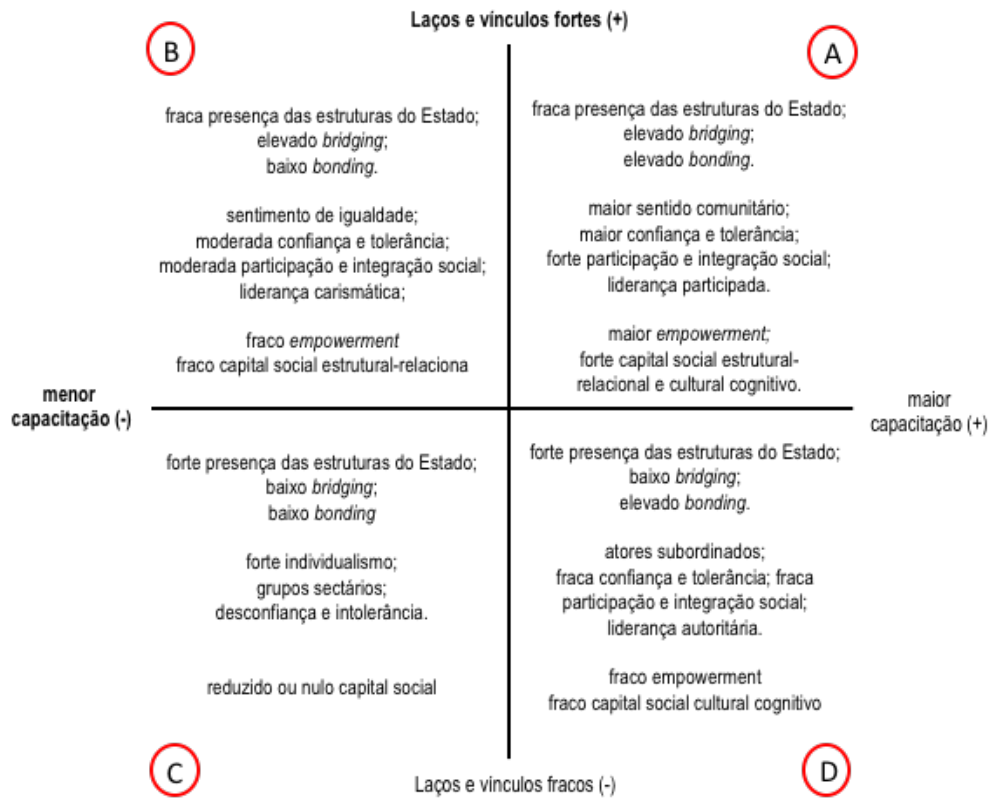 Laços e vínculos fortes (+)
B
A
fraca presença das estruturas do Estado;
elevado bridging;
baixo bonding.
sentimento de igualdade;
moderada confiança e tolerância;
moderada participação e integração social;
liderança carismática;
fraco empowerment
fraco capital social estrutural-relaciona
fraca presença das estruturas do Estado;
elevado bridging;
elevado bonding.
maior sentido comunitário;
maior confiança e tolerância;
forte participação e integração social;
liderança participada.
maior empowerment;
forte capital social estrutural-
relacional e cultural cognitivo.
menor
capacitação (-)
maior
capacitação (+)
forte presença das estruturas do Estado;
baixo bridging;
baixo bonding
forte individualismo;
grupos sectários;
desconfiança e intolerância.
reduzido ou nulo capital social
forte presença das estruturas do Estado;
baixo bridging;
elevado bonding.
atores subordinados;
fraca confiança e tolerância; fraca
participação e integração social;
liderança autoritária.
fraco empowerment
fraco capital social cultural cognitivo
C
Laços e vínculos fracos (-)
D